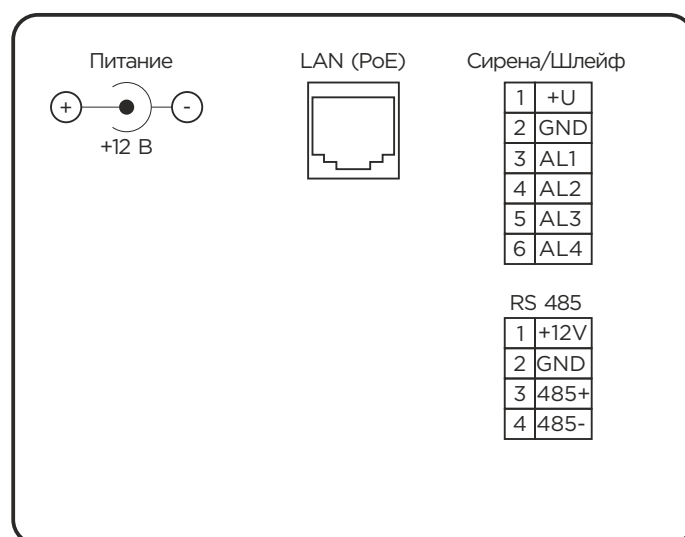 Питание
+ -
+12 В
LAN (PoE)
Сирена/Шлейф
1 +U
2 GND
3 AL1
4 AL2
5 AL3
6 AL4
RS 485
1 +12V
2 GND
3 485+
4 485-